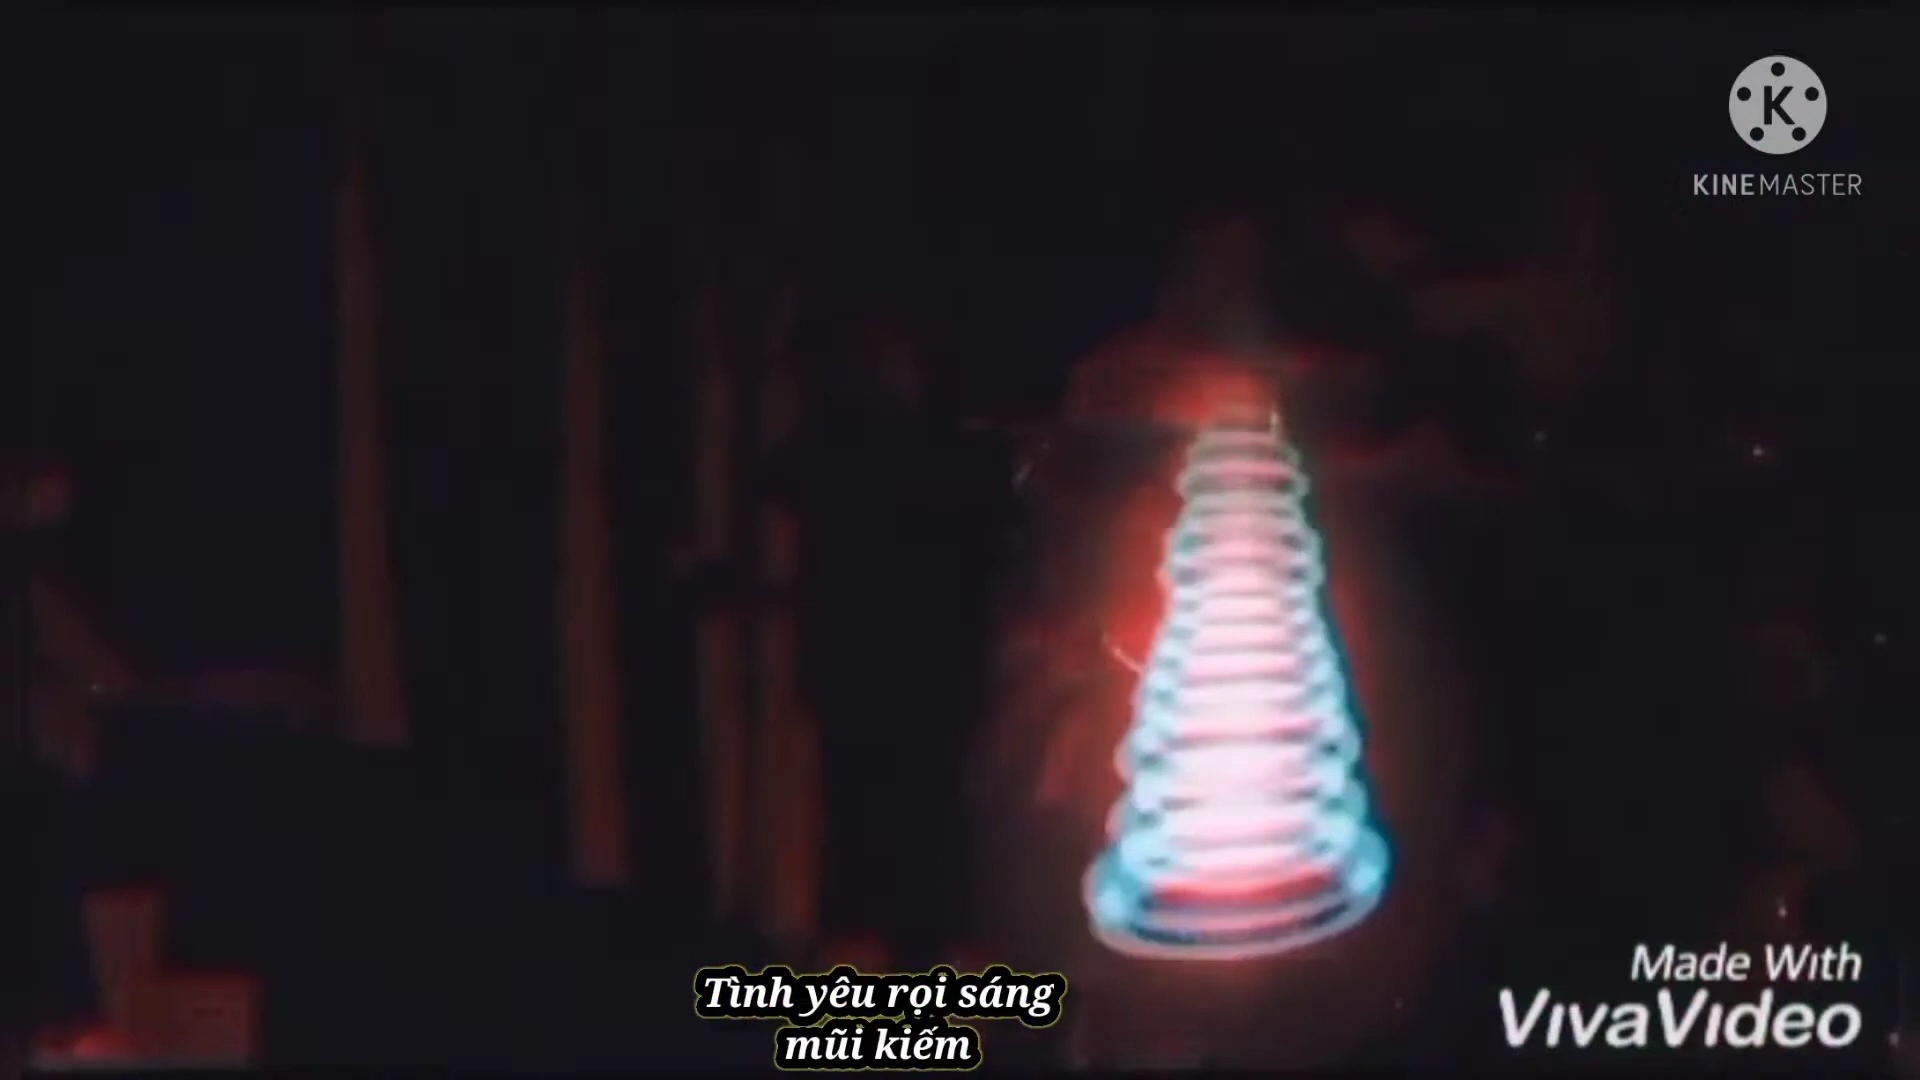 K
KINEMASTER
Tình yêu rọi sáng
mũi kiếm
Made With
VivaVideo